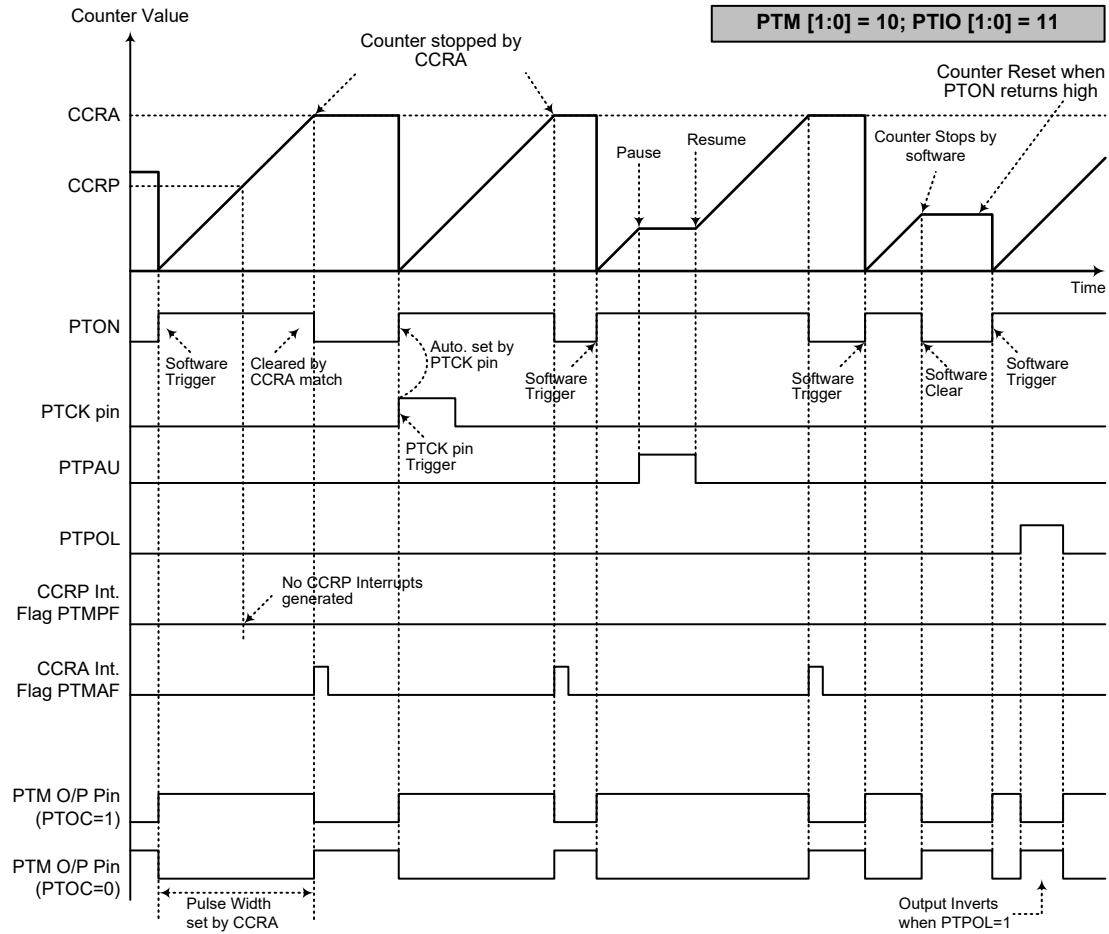 Counter Value
PTM [1:0] = 10; PTIO [1:0] = 11
Counter stopped by
CCRA
Counter Reset when
PTON returns high
CCRA
Pause
Resume
Counter Stops by
software
CCRP
Time
PTON
Software
Trigger
Cleared by
CCRA match
Auto. set by
PTCK pin
Software
Trigger
Software
Trigger
Software
Clear
Software
Trigger
PTCK pin
PTCK pin
Trigger
PTPAU
PTPOL
No CCRP Interrupts
generated
CCRP Int.
Flag PTMPF
CCRA Int.
Flag PTMAF
PTM O/P Pin
(PTOC=1)
PTM O/P Pin
(PTOC=0)
Pulse Width
set by CCRA
Output Inverts
when PTPOL=1